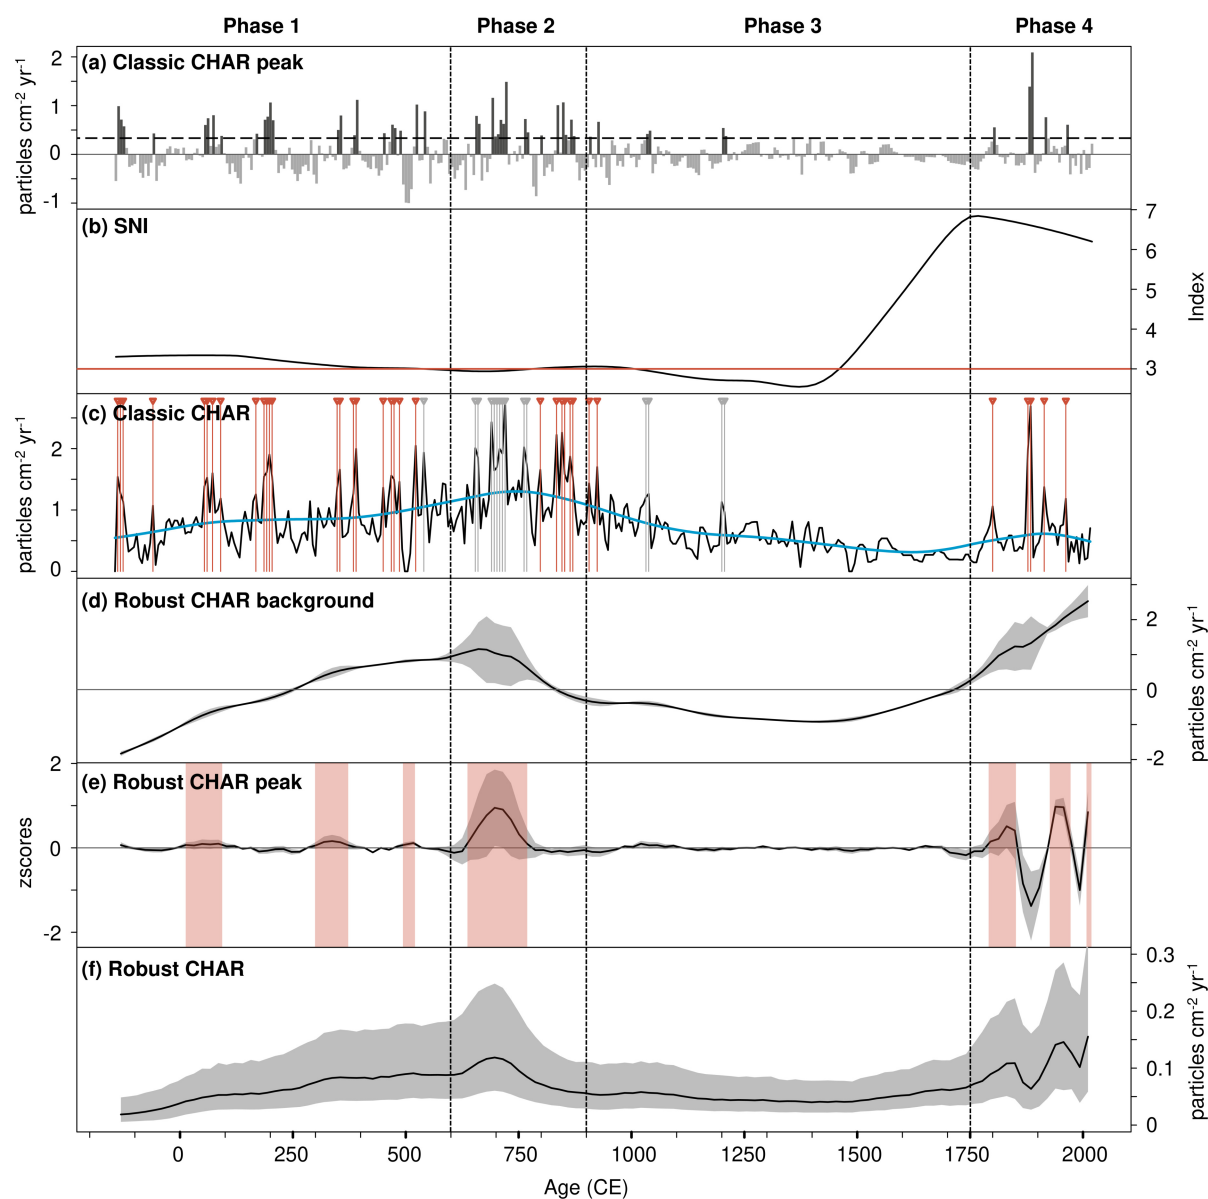 Phase 1 Phase 2 Phase 3 Phase 4
(a) Classic CHAR peak
2
1
0
-1
particles cm-2 yr-1
(b) SNI
7
6
5
4
3
Index
(c) Classic CHAR
2
1
0
particles cm-2 yr-1
(d) Robust CHAR background
2
0
-2
particles cm-2 yr-1
(e) Robust CHAR peak
2
0
-2
zscores
(f) Robust CHAR
0.3
0.2
0.1
0
particles cm-2 yr-1
0 250 500 750 1000 1250 1500 1750 2000
Age (CE)